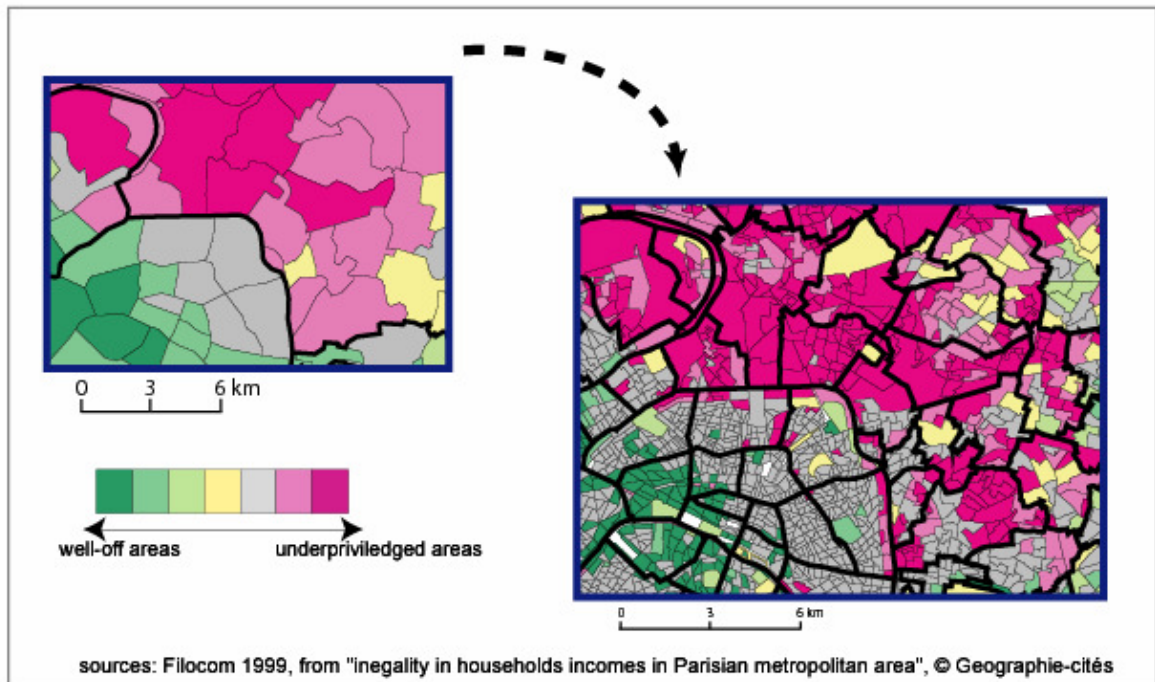 0 3 6 km
well-off areas
underpriviledged areas
0 3 6 km
sources: Filocom 1999, from "inegality in households incomes in Parisian metropolitan area", © Geographie-cités